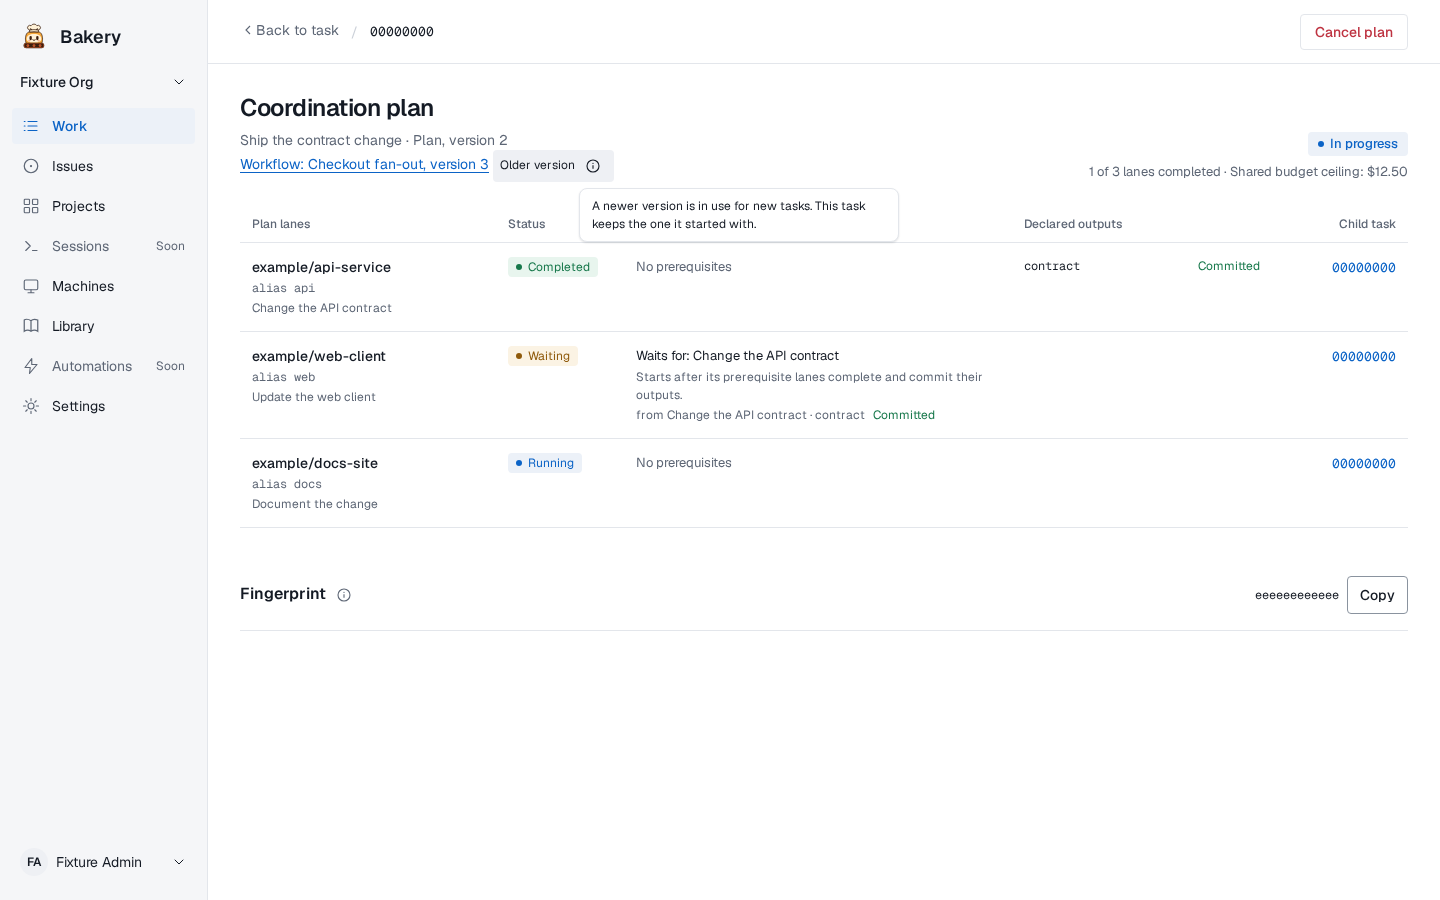 Bakery
Fixture Org
Work
Issues
Projects
Sessions Soon
Machines
Library
Automations Soon
Settings
FA Fixture Admin
Back to task / 00000000
Cancel plan
Coordination plan
Ship the contract change · Plan, version 2
Workflow: Checkout fan-out, version 3 Older version
In progress
1 of 3 lanes completed · Shared budget ceiling: $12.50
A newer version is in use for new tasks. This task
keeps the one it started with.
Plan lanes Status Declared outputs Child task
example/api-service Completed No prerequisites contract Committed 00000000
alias api
Change the API contract
example/web-client Waiting Waits for: Change the API contract 00000000
alias web Starts after its prerequisite lanes complete and commit their
Update the web client outputs.
from Change the API contract · contract Committed
example/docs-site Running No prerequisites 00000000
alias docs
Document the change
Fingerprint eeeeeeeeeeee Copy